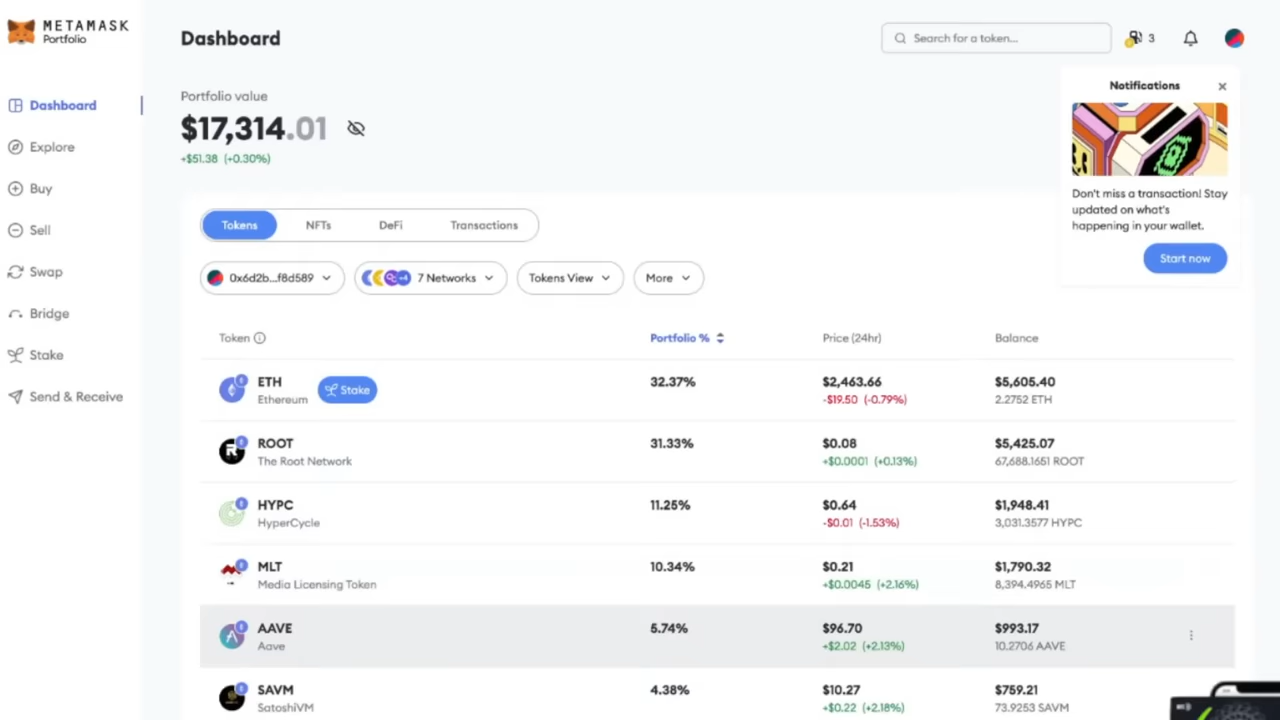 METAMASK
Portfolio
Dashboard
Explore
Buy
Sell
Swap
Bridge
Stake
Send & Receive
Dashboard
Search for a token...
3
Portfolio value
$17,314.01
+$51.38 (+0.30%)
Notifications
Don't miss a transaction! Stay
updated on what's
happening in your wallet.
Start now
Tokens NFTs DeFi Transactions
0x6d2b...f8d589 +4 7 Networks Tokens View More
Token Portfolio % Price (24hr) Balance
ETH Stake 32.37% $2,463.66 $5,605.40
Ethereum -$19.50 (-0.79%) 2.2752 ETH
ROOT 31.33% $0.08 $5,425.07
The Root Network +$0.0001 (+0.13%) 67,688.1651 ROOT
HYPC 11.25% $0.64 $1,948.41
HyperCycle -$0.01 (-1.53%) 3,031.3577 HYPC
MLT 10.34% $0.21 $1,790.32
Media Licensing Token +$0.0045 (+2.16%) 8,394.4965 MLT
AAVE 5.74% $96.70 $993.17
Aave +$2.02 (+2.13%) 10.2706 AAVE
SAVM 4.38% $10.27 $759.21
SatoshiVM +$0.22 (+2.18%) 73.9253 SAVM